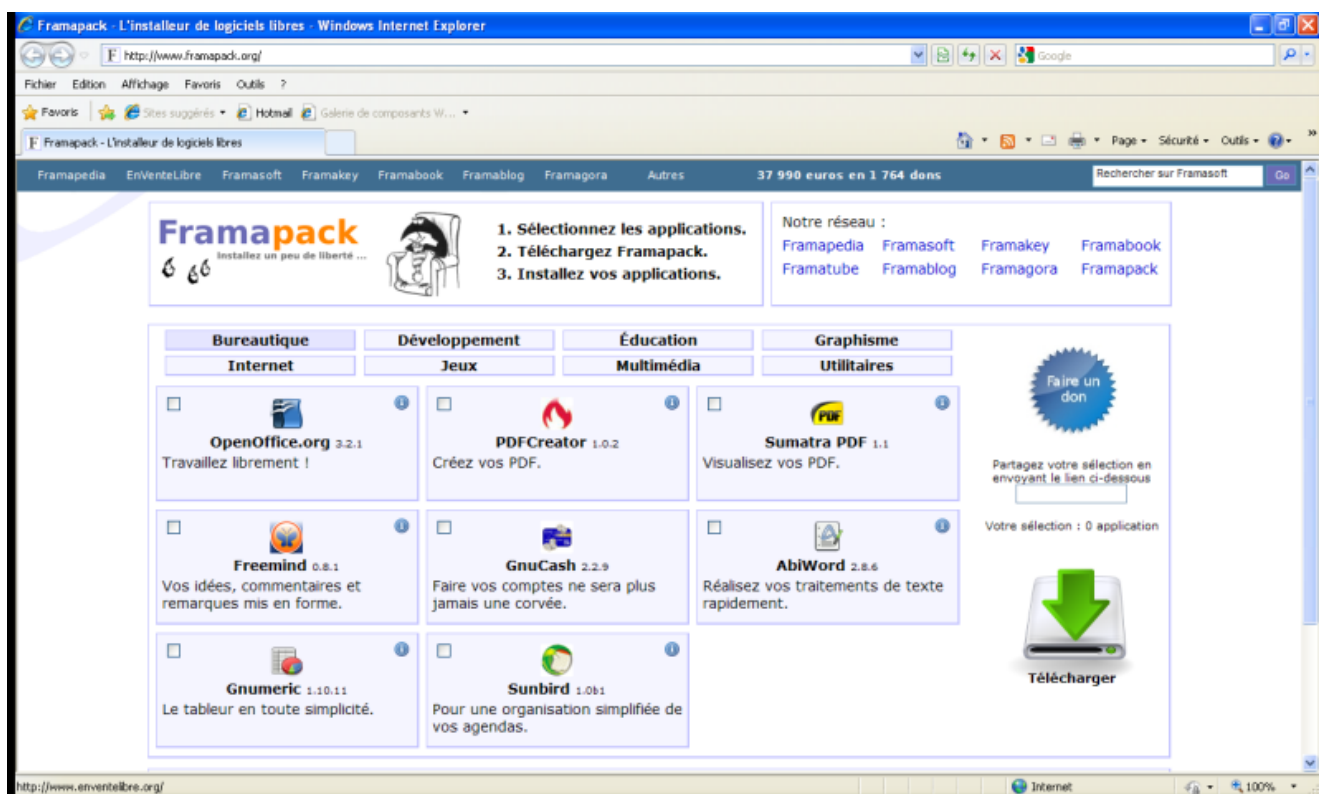 Framapack - L'installeur de logiciels libres - Windows Internet Explorer
http://www.framapack.org/
Google
Fichier Edition Affichage Favoris Outils ?
Favoris Sites suggérés Hotmail Galerie de composants W...
Framapack - L'installeur de logiciels libres
Page Sécurité Outils
Framapedia EnVenteLibre Framasoft Framakey Framabook Framablog Framagora Autres 37 990 euros en 1 764 dons Rechercher sur Framasoft Go
Framapack
Installez un peu de liberté ...
1. Sélectionnez les applications.
2. Téléchargez Framapack.
3. Installez vos applications.
Notre réseau :
Framapedia Framasoft Framakey Framabook
Framatube Framablog Framagora Framapack
Bureautique Développement Éducation Graphisme
Internet Jeux Multimédia Utilitaires
OpenOffice.org 3.2.1
Travaillez librement !
PDFCreator 1.0.2
Créez vos PDF.
PDF
Sumatra PDF 1.1
Visualisez vos PDF.
Freemind 0.8.1
Vos idées, commentaires et
remarques mis en forme.
GnuCash 2.2.9
Faire vos comptes ne sera plus
jamais une corvée.
AbiWord 2.8.6
Réalisez vos traitements de texte
rapidement.
Gnumeric 1.10.11
Le tableur en toute simplicité.
Sunbird 1.0b1
Pour une organisation simplifiée de
vos agendas.
Faire un
don
Partagez votre sélection en
envoyant le lien ci-dessous
Votre sélection : 0 application
Télécharger
http://www.enventelibre.org/
Internet
100%